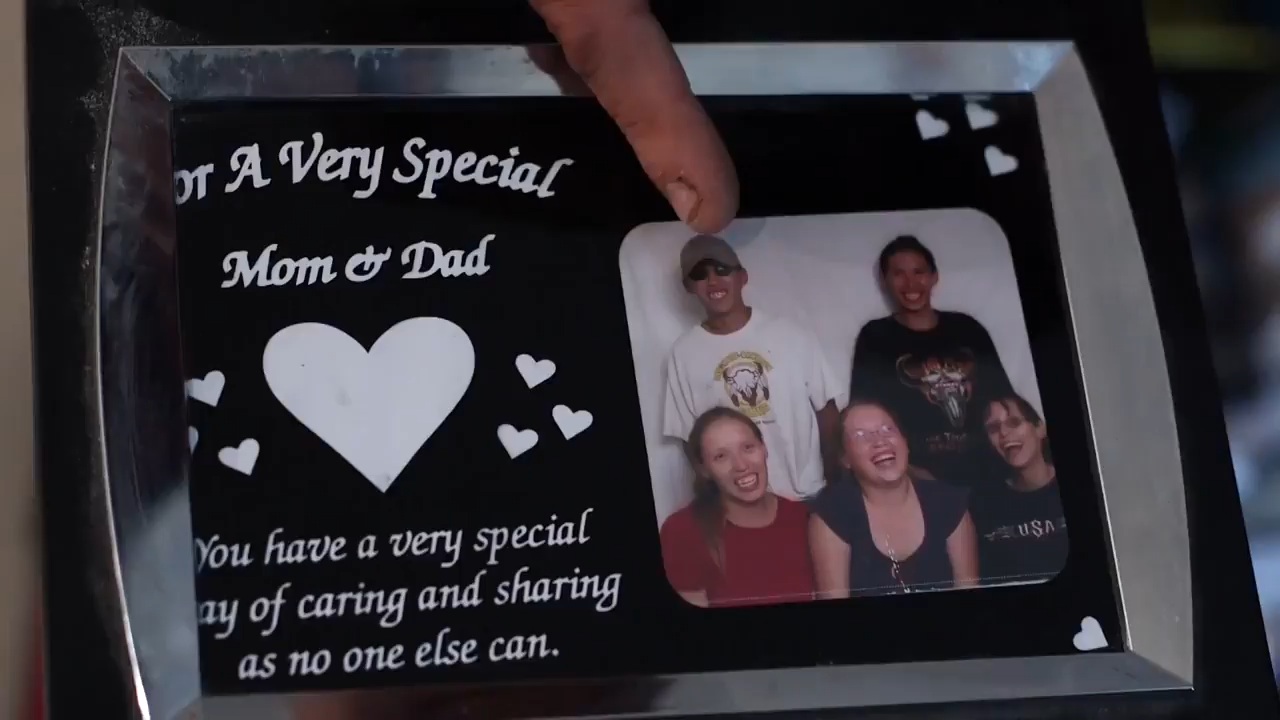 or A Very Special
Mom & Dad
You have a very special
ay of caring and sharing
as no one else can.
USA